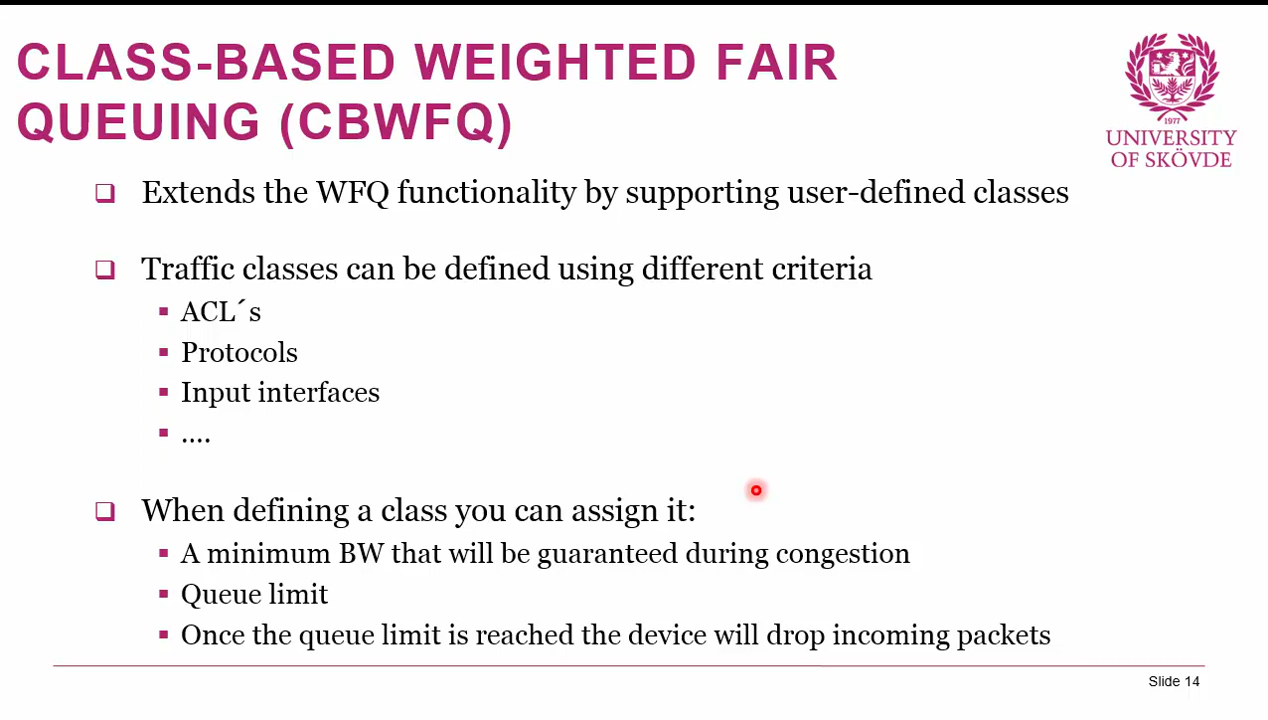 CLASS-BASED WEIGHTED FAIR
QUEUING (CBWFQ)
1977
UNIVERSITY
OF SKÖVDE
Extends the WFQ functionality by supporting user-defined classes
Traffic classes can be defined using different criteria
ACL´s
Protocols
Input interfaces
....
When defining a class you can assign it:
A minimum BW that will be guaranteed during congestion
Queue limit
Once the queue limit is reached the device will drop incoming packets
Slide 14